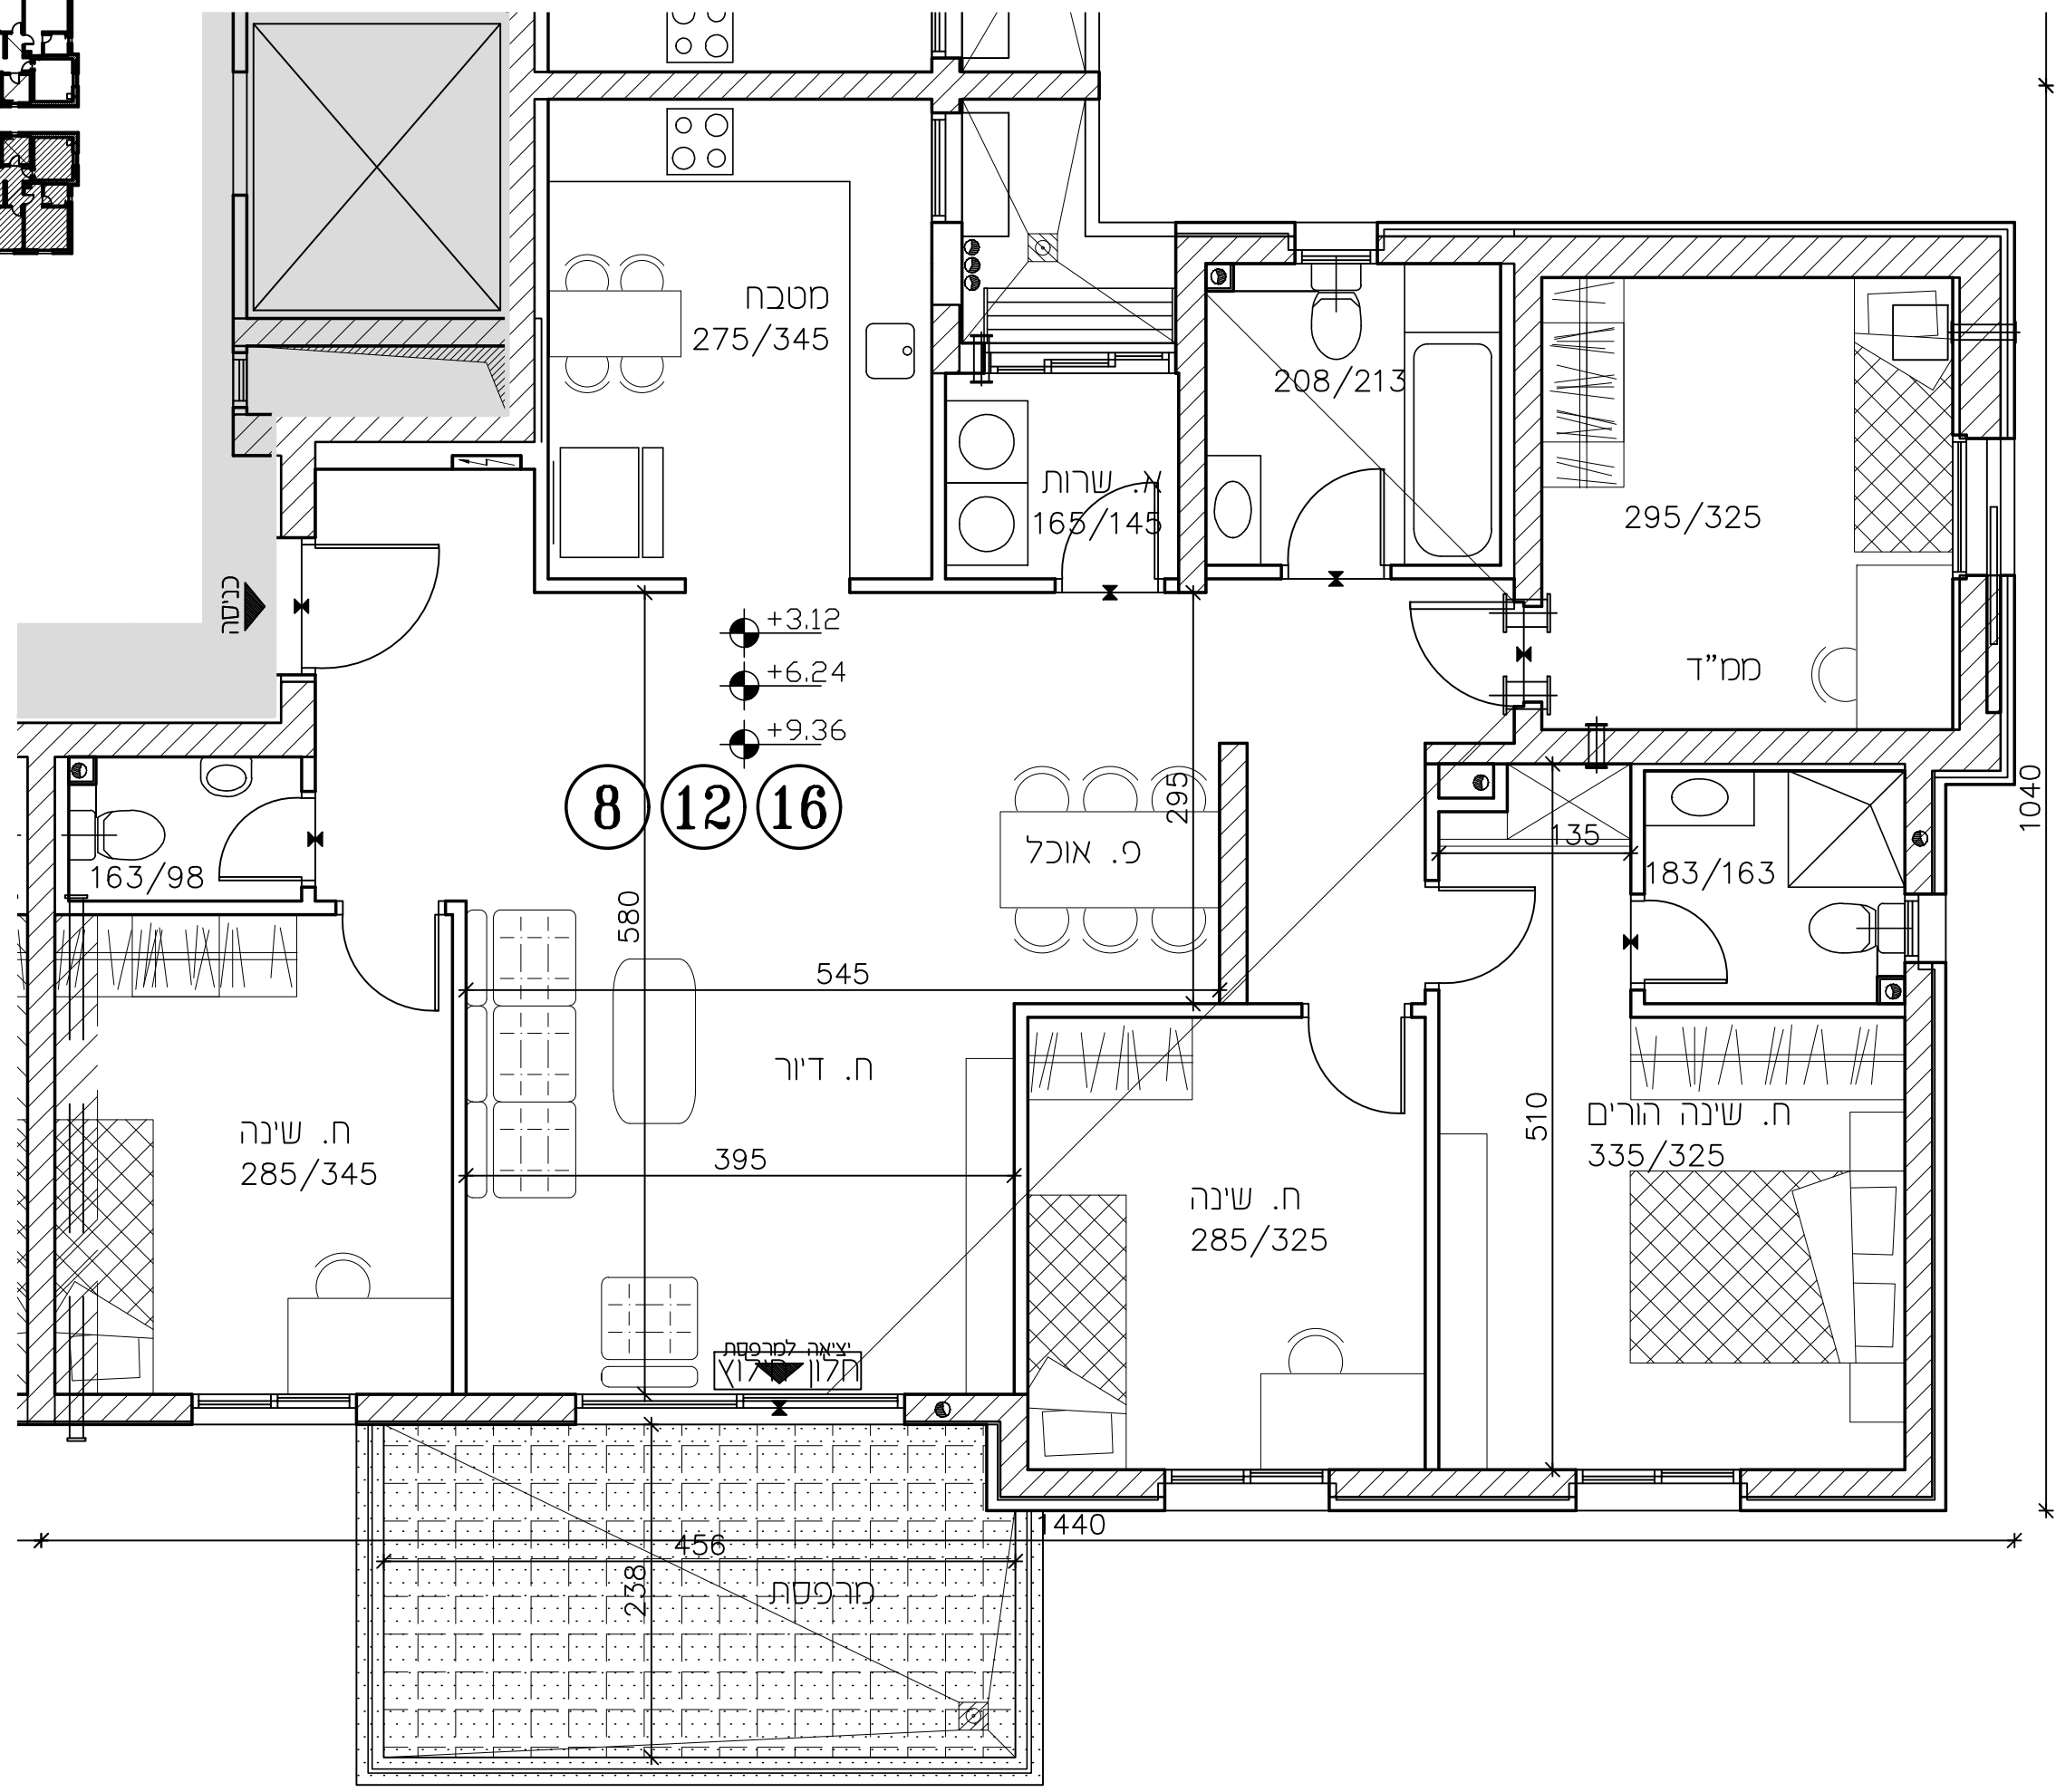 מטבח
275/345
208/213
א. שרות
165/145
295/325
כניסה
+3.12
+6.24
+9.36
ממ"ד
8
12
16
295
1040
135
163/98
פ. אוכל
183/163
580
545
ח. דיור
510
ח. שינה הורים
335/325
ח. שינה
285/345
395
ח. שינה
285/325
יציאה למרפסת
חלון חילוץ
1440
456
238
מרפסת